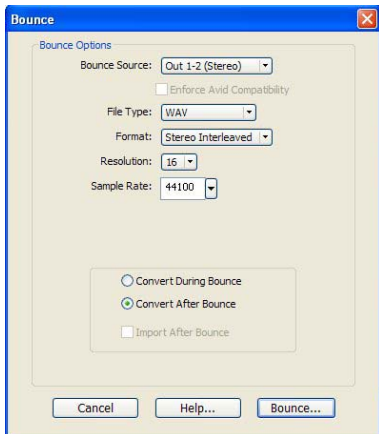 Bounce
Bounce Options
Bounce Source: Out 1-2 (Stereo)
Enforce Avid Compatibility
File Type: WAV
Format: Stereo Interleaved
Resolution: 16
Sample Rate: 44100
Convert During Bounce
Convert After Bounce
Import After Bounce
Cancel Help... Bounce...